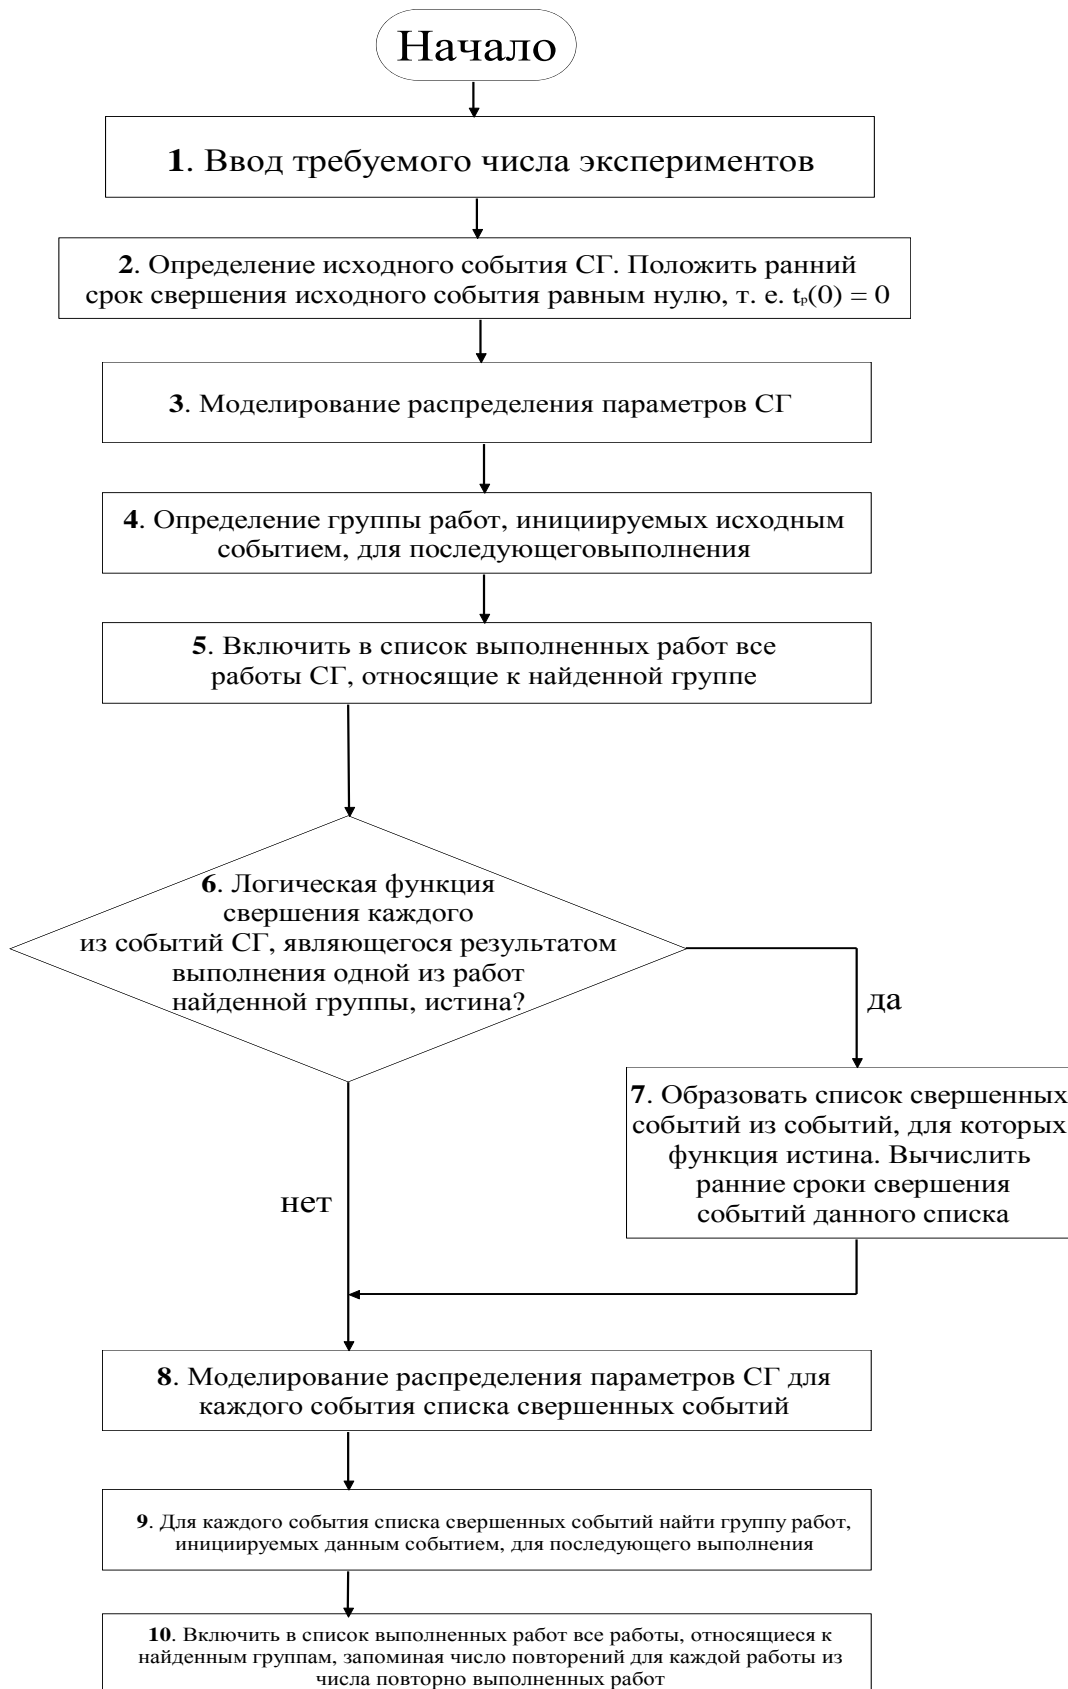 Начало
1. Ввод требуемого числа экспериментов
2. Определение исходного события СГ. Положить ранний
срок свершения исходного события равным нулю, т. е. tₚ(0) = 0
3. Моделирование распределения параметров СГ
4. Определение группы работ, инициируемых исходным
событием, для последующеговыполнения
5. Включить в список выполненных работ все
работы СГ, относящие к найденной группе
6. Логическая функция
свершения каждого
из событий СГ, являющегося результатом
выполнения одной из работ
найденной группы, истина?
да
7. Образовать список свершенных
событий из событий, для которых
функция истина. Вычислить
ранние сроки свершения
событий данного списка
нет
8. Моделирование распределения параметров СГ для
каждого события списка свершенных событий
9. Для каждого события списка свершенных событий найти группу работ,
инициируемых данным событием, для последующего выполнения
10. Включить в список выполненных работ все работы, относящиеся к
найденным группам, запоминая число повторений для каждой работы из
числа повторно выполненных работ